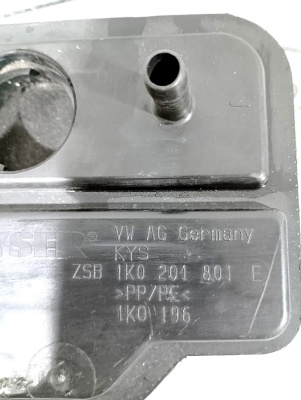 VW AG Germany
KYS
ZSB 1K0 201 801 E
>PP/PE<
1K0 196